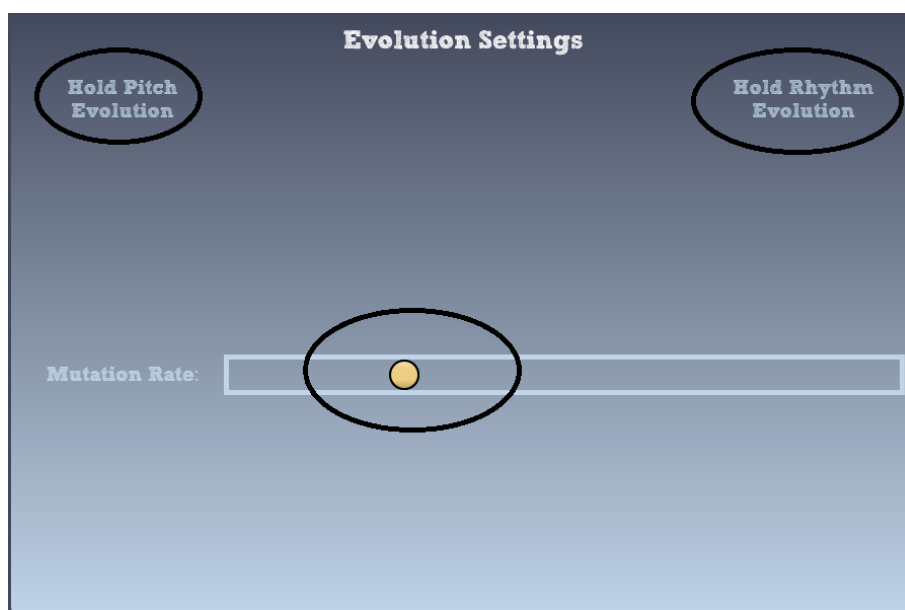 Evolution Settings
Hold Pitch
Evolution
Hold Rhythm
Evolution
Mutation Rate: